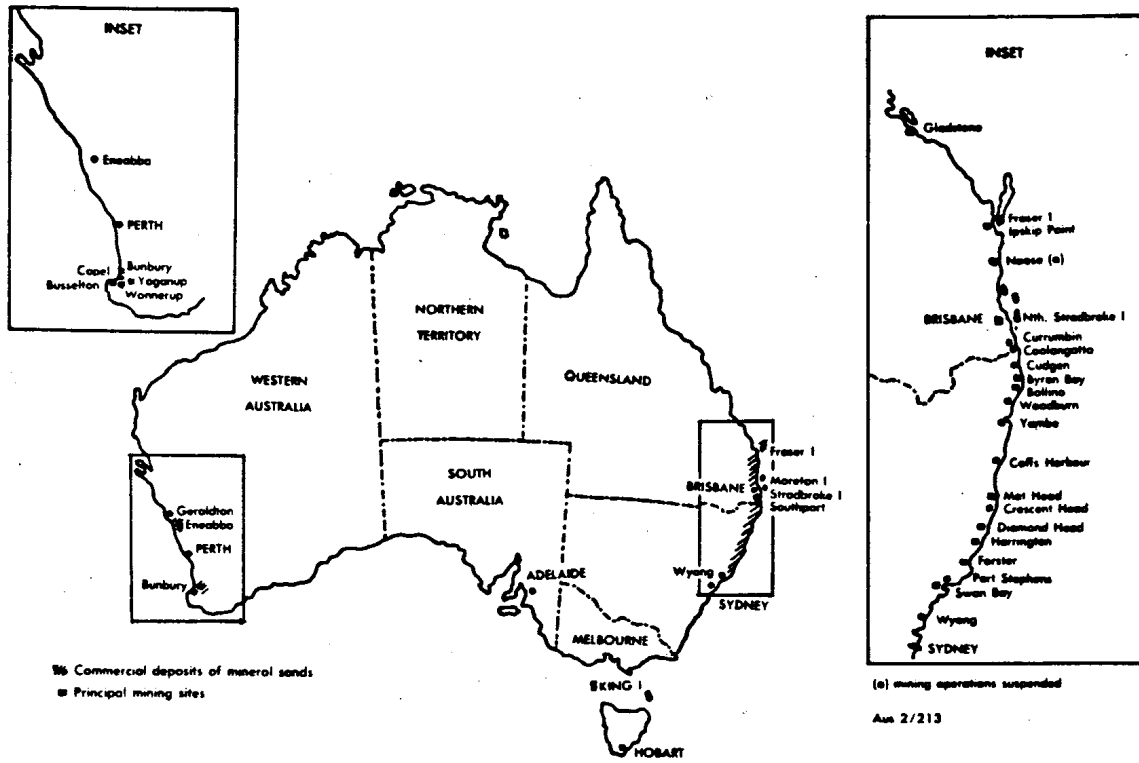 INSET
Eneabba
PERTH
Bunbury
Capel
Yoganup
Busselton
Wonnerup
NORTHERN
TERRITORY
WESTERN
AUSTRALIA
QUEENSLAND
SOUTH
AUSTRALIA
Fraser I
Moreton I
BRISBANE
Stradbroke I
Southport
Geraldton
Eneabba
PERTH
Bunbury
ADELAIDE
Wyong
SYDNEY
MELBOURNE
KING I
HOBART
Commercial deposits of mineral sands
Principal mining sites
INSET
Gladstone
Fraser I
Ipskip Point
Noose (a)
BRISBANE
Nth. Stradbroke I
Currumbin
Coolangatta
Cudgen
Byran Bay
Ballina
Woodburn
Yamba
Coffs Harbour
Hat Head
Crescent Head
Diamond Head
Harrington
Forster
Port Stephens
Swan Bay
Wyong
SYDNEY
(a) mining operations suspended
Aus 2/213